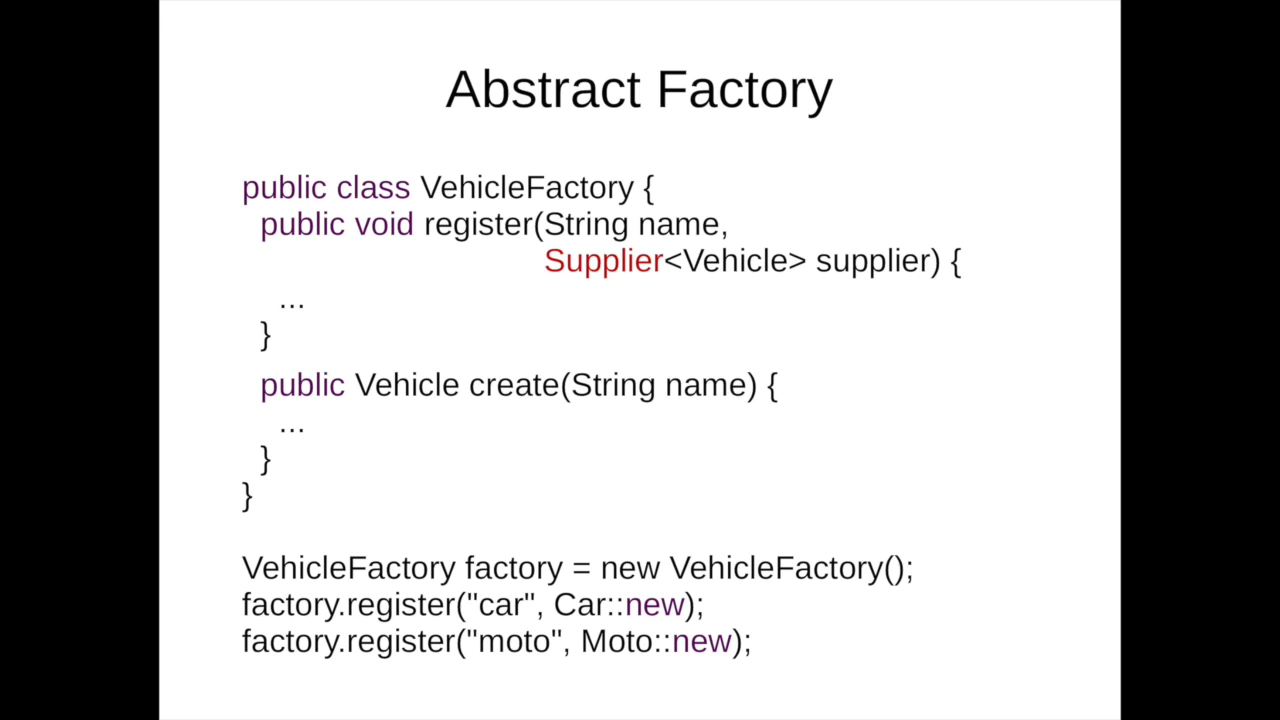 Abstract Factory
public class VehicleFactory {
public void register(String name,
Supplier<Vehicle> supplier) {
...
}
public Vehicle create(String name) {
...
}
}
VehicleFactory factory = new VehicleFactory();
factory.register("car", Car::new);
factory.register("moto", Moto::new);